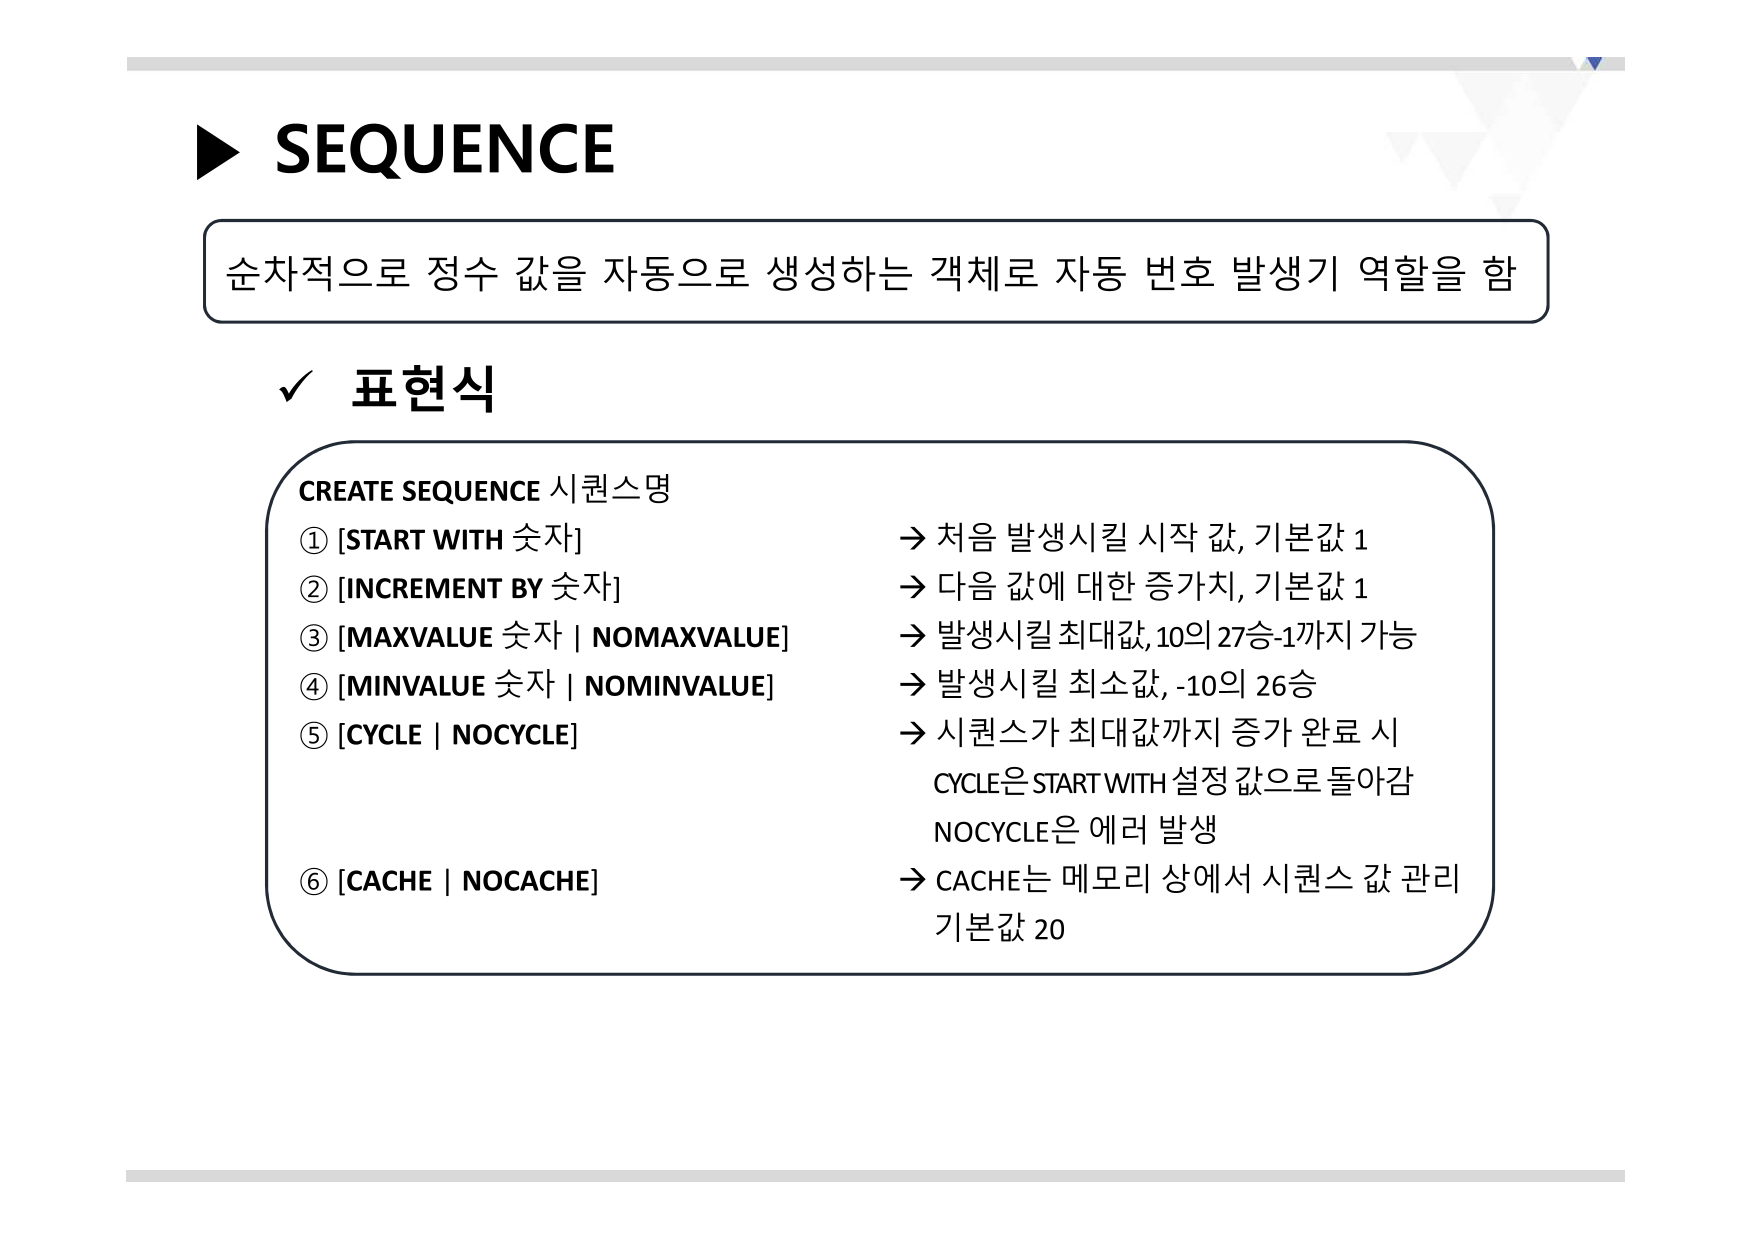 ▶ SEQUENCE
순차적으로 정수 값을 자동으로 생성하는 객체로 자동 번호 발생기 역할을 함
✓ 표현식
CREATE SEQUENCE 시퀀스명
① [START WITH 숫자] → 처음 발생시킬 시작 값, 기본값 1
② [INCREMENT BY 숫자] → 다음 값에 대한 증가치, 기본값 1
③ [MAXVALUE 숫자 | NOMAXVALUE] → 발생시킬 최대값, 10의 27승-1까지 가능
④ [MINVALUE 숫자 | NOMINVALUE] → 발생시킬 최소값, -10의 26승
⑤ [CYCLE | NOCYCLE] → 시퀀스가 최대값까지 증가 완료 시
CYCLE은 START WITH 설정 값으로 돌아감
NOCYCLE은 에러 발생
⑥ [CACHE | NOCACHE] → CACHE는 메모리 상에서 시퀀스 값 관리
기본값 20